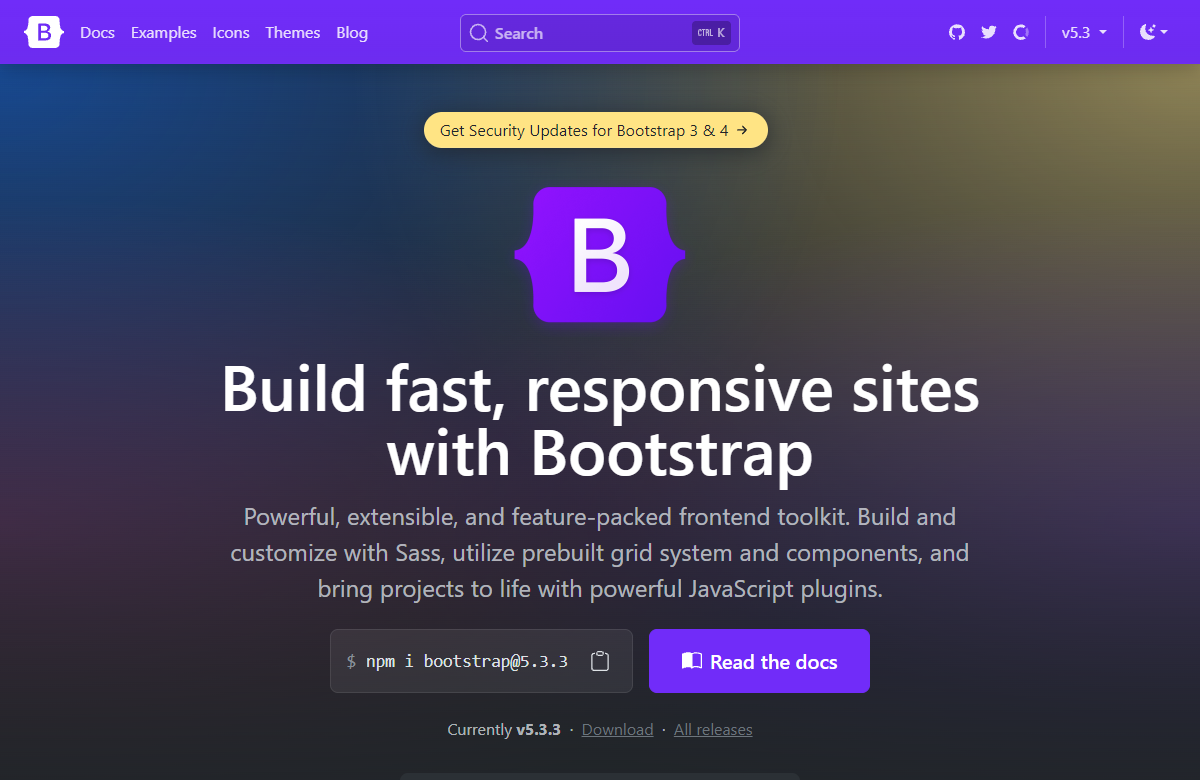 B Docs Examples Icons Themes Blog Search CTRL K v5.3
Get Security Updates for Bootstrap 3 & 4 →
B
Build fast, responsive sites
with Bootstrap
Powerful, extensible, and feature-packed frontend toolkit. Build and
customize with Sass, utilize prebuilt grid system and components, and
bring projects to life with powerful JavaScript plugins.
$ npm i bootstrap@5.3.3 Read the docs
Currently v5.3.3 · Download · All releases